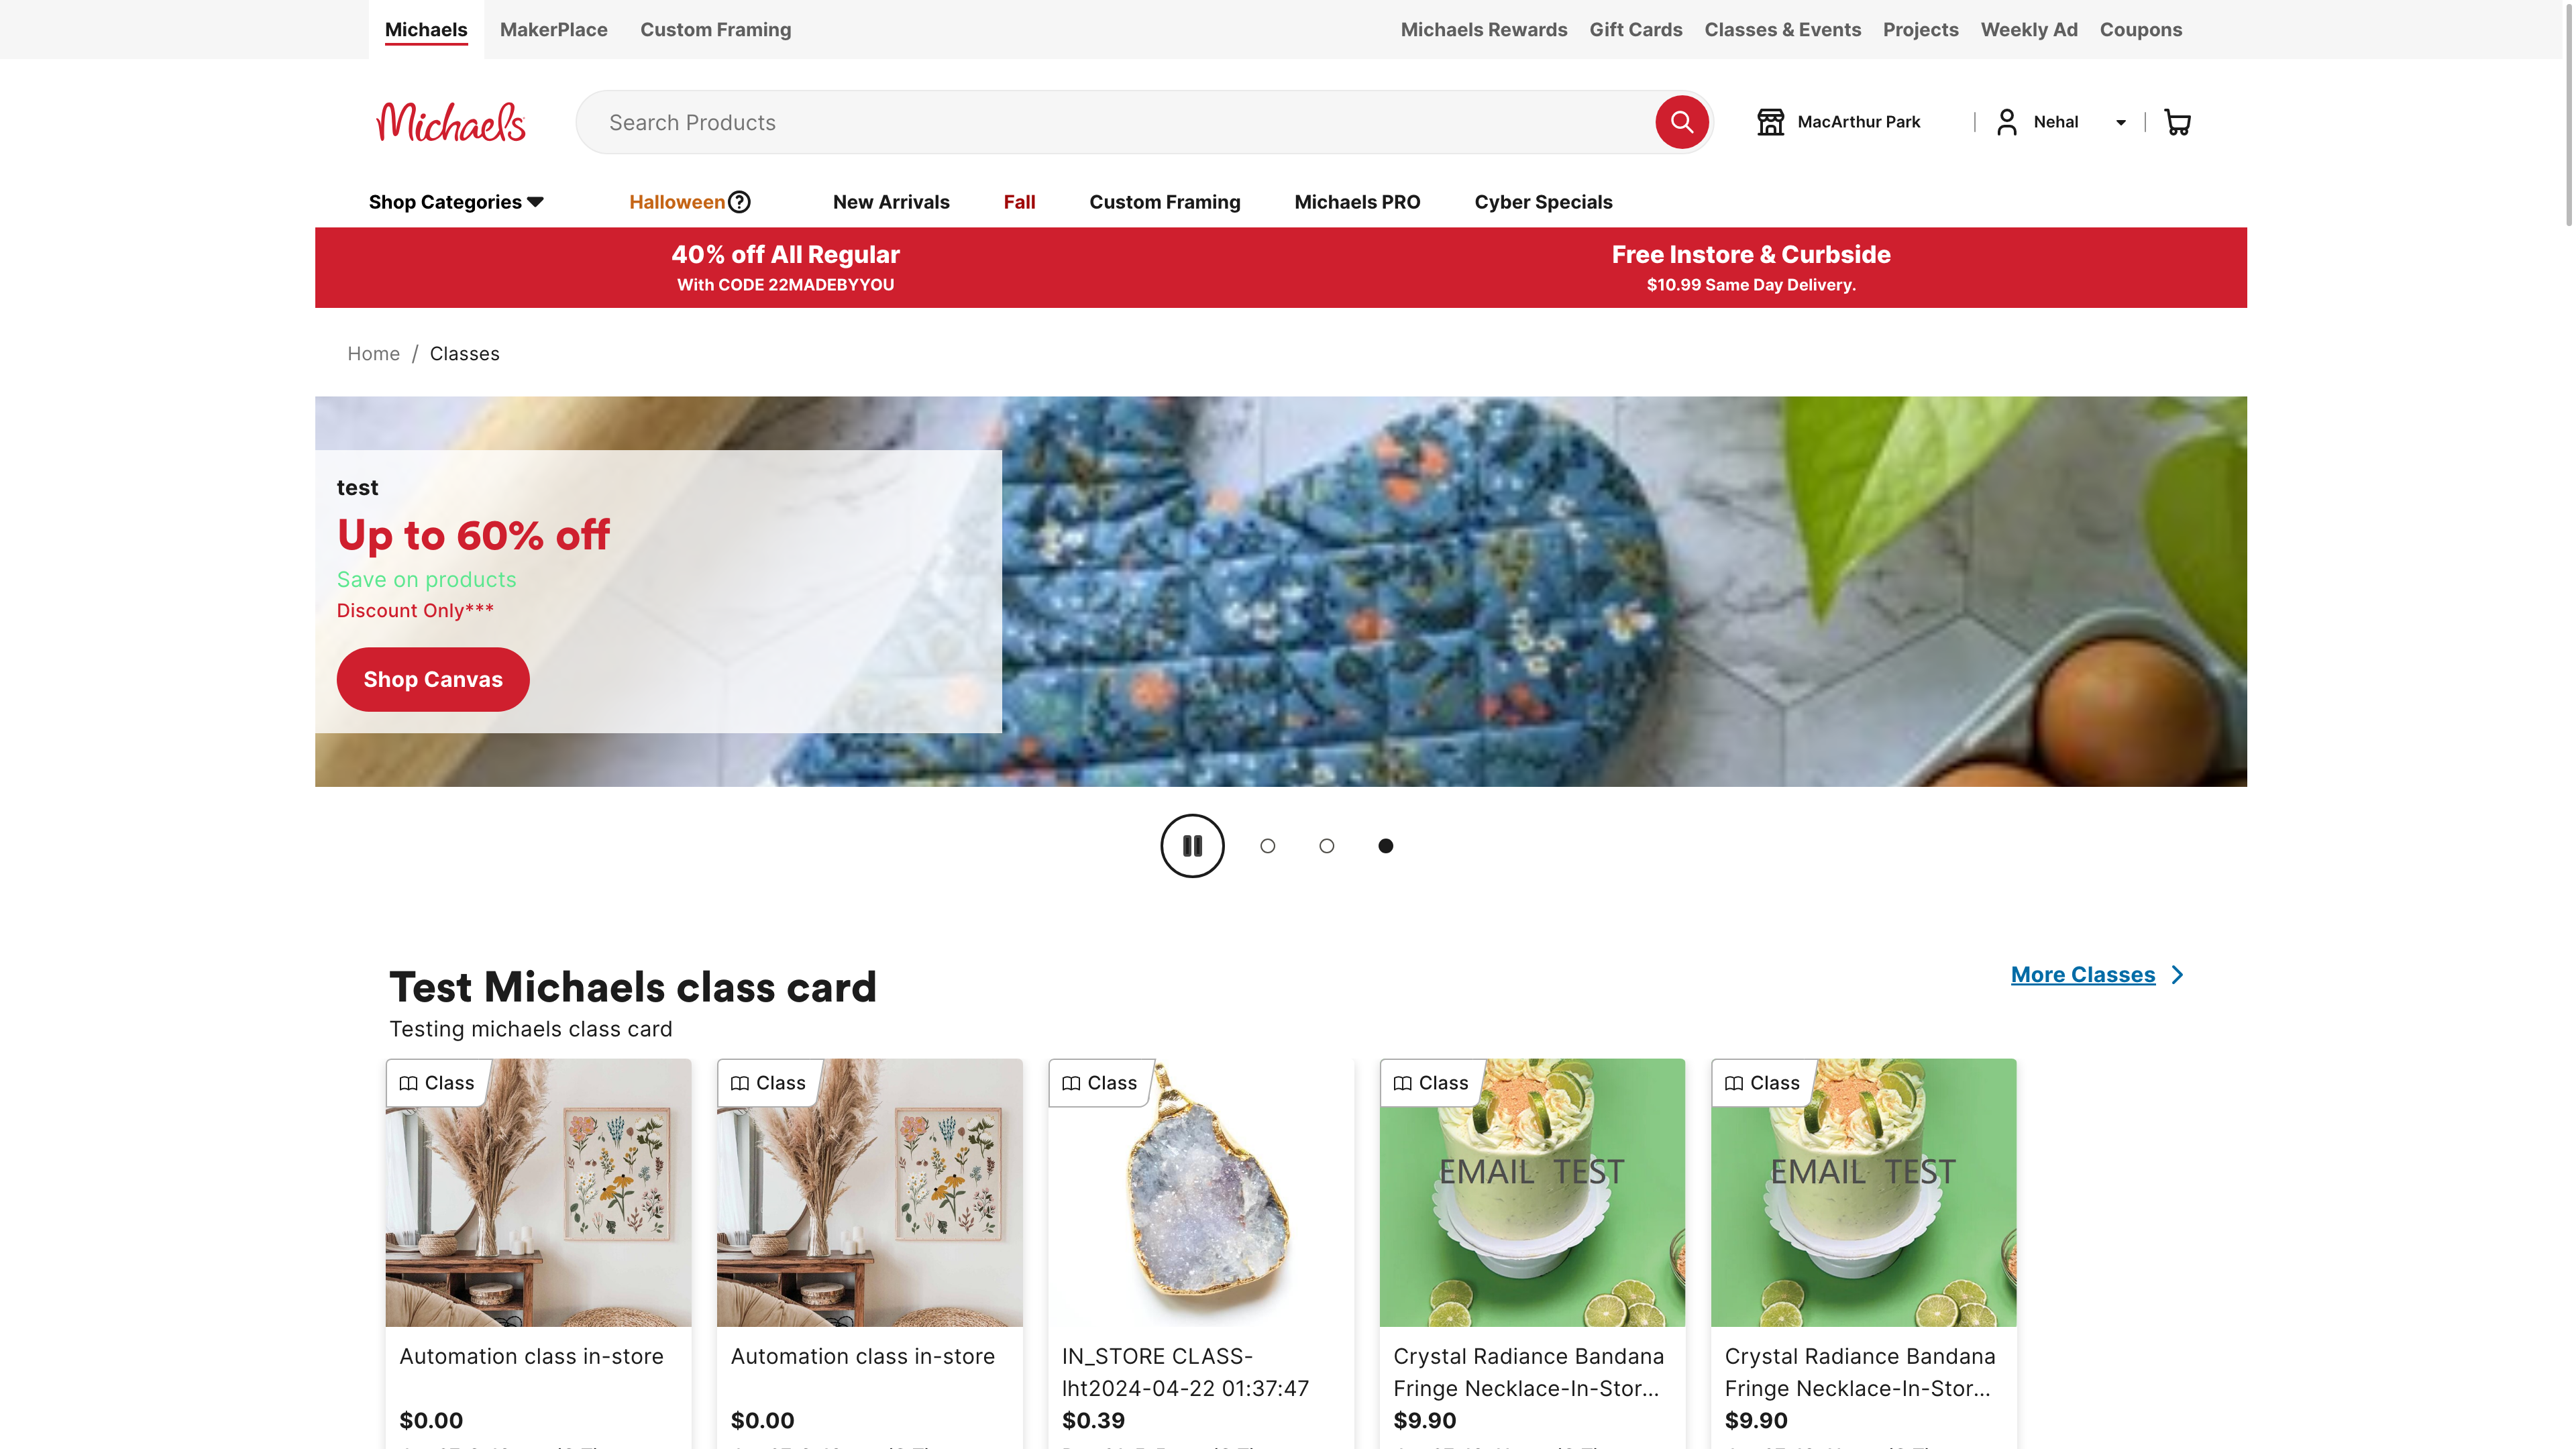 Michaels MakerPlace Custom Framing Michaels Rewards Gift Cards Classes & Events Projects Weekly Ad Coupons
Michaels Search Products MacArthur Park Nehal
Shop Categories Halloween New Arrivals Fall Custom Framing Michaels PRO Cyber Specials
40% off All Regular
With CODE 22MADEBYYOU
Free Instore & Curbside
$10.99 Same Day Delivery.
Home / Classes
test
Up to 60% off
Save on products
Discount Only***
Shop Canvas
Test Michaels class card
More Classes
Testing michaels class card
Class
Automation class in-store
$0.00
Class
Automation class in-store
$0.00
Class
IN_STORE CLASS-
lht2024-04-22 01:37:47
$0.39
Class
EMAIL TEST
Crystal Radiance Bandana
Fringe Necklace-In-Stor...
$9.90
Class
EMAIL TEST
Crystal Radiance Bandana
Fringe Necklace-In-Stor...
$9.90